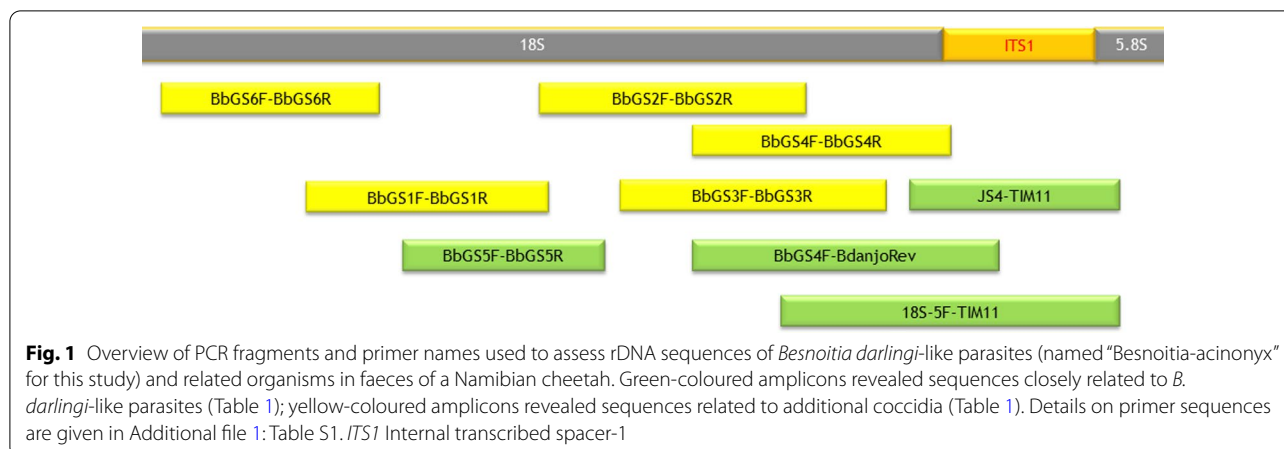 18S ITS1 5.8S
BbGS6F-BbGS6R BbGS2F-BbGS2R
BbGS4F-BbGS4R
BbGS1F-BbGS1R BbGS3F-BbGS3R JS4-TIM11
BbGS5F-BbGS5R BbGS4F-BdanjoRev
18S-5F-TIM11
Fig. 1 Overview of PCR fragments and primer names used to assess rDNA sequences of Besnoitia darlingi-like parasites (named “Besnoitia-acinonyx”
for this study) and related organisms in faeces of a Namibian cheetah. Green-coloured amplicons revealed sequences closely related to B.
darlingi-like parasites (Table 1); yellow-coloured amplicons revealed sequences related to additional coccidia (Table 1). Details on primer sequences
are given in Additional file 1: Table S1. ITS1 Internal transcribed spacer-1